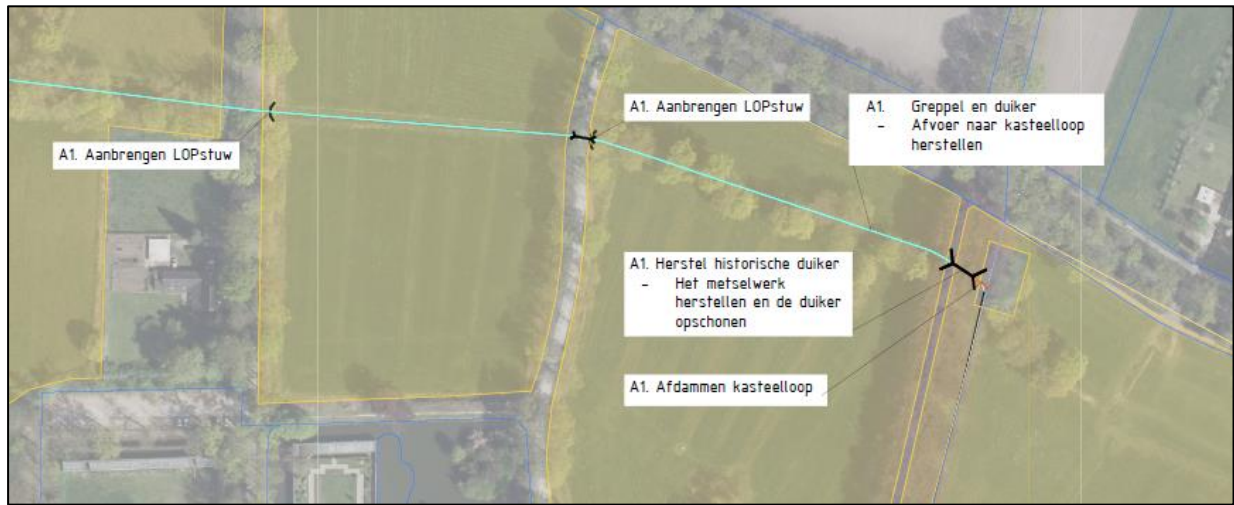 A1. Aanbrengen LOPstuw
A1. Aanbrengen LOPstuw
A1. Greppel en duiker
- Afvoer naar kasteelloop
herstellen
A1. Herstel historische duiker
- Het metselwerk
herstellen en de duiker
opschonen
A1. Afdammen kasteelloop